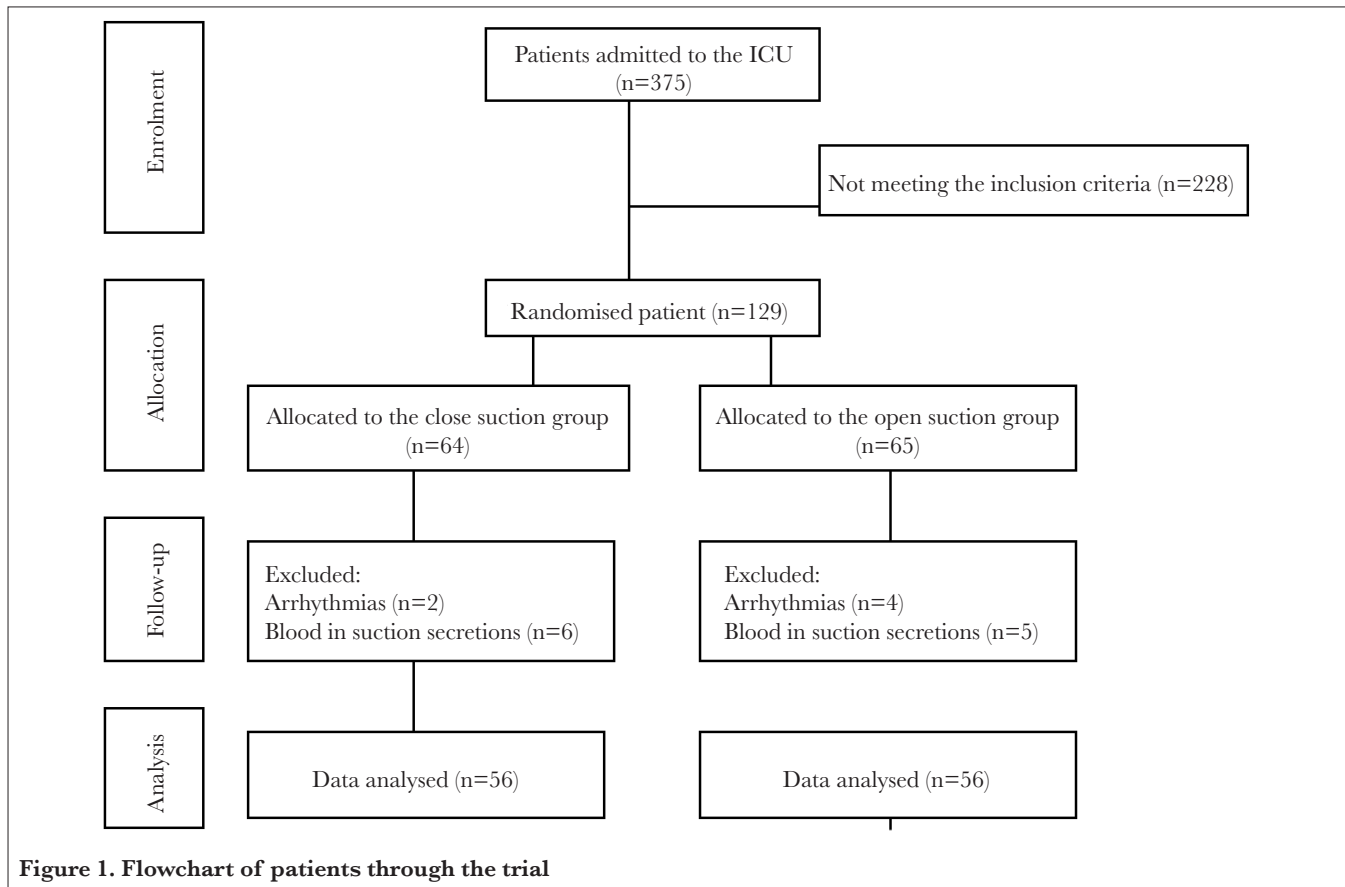 Enrolment
Patients admitted to the ICU
(n=375)
Not meeting the inclusion criteria (n=228)
Allocation
Randomised patient (n=129)
Allocated to the close suction group
(n=64)
Allocated to the open suction group
(n=65)
Follow-up
Excluded:
Arrhythmias (n=2)
Blood in suction secretions (n=6)
Excluded:
Arrhythmias (n=4)
Blood in suction secretions (n=5)
Analysis
Data analysed (n=56)
Data analysed (n=56)
Figure 1. Flowchart of patients through the trial